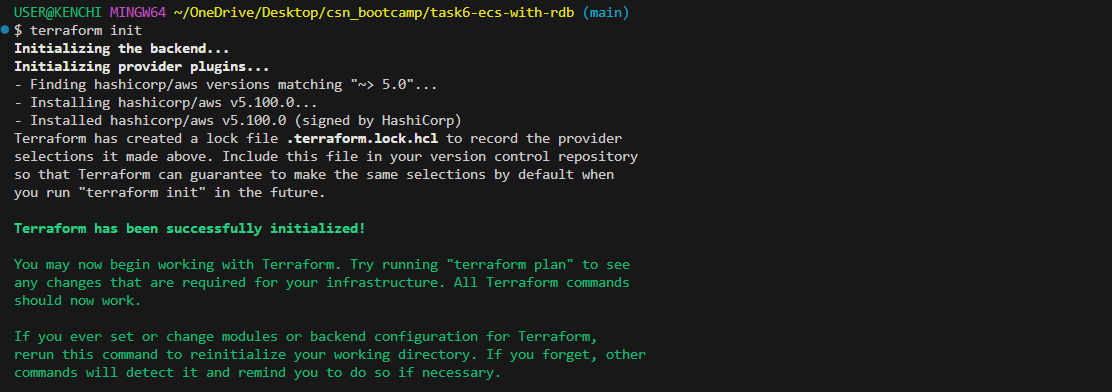 USER@KENCHI MINGW64 ~/OneDrive/Desktop/csn_bootcamp/task6-ecs-with-rdb (main)
$ terraform init
Initializing the backend...
Initializing provider plugins...
- Finding hashicorp/aws versions matching "~> 5.0"...
- Installing hashicorp/aws v5.100.0...
- Installed hashicorp/aws v5.100.0 (signed by HashiCorp)
Terraform has created a lock file .terraform.lock.hcl to record the provider
selections it made above. Include this file in your version control repository
so that Terraform can guarantee to make the same selections by default when
you run "terraform init" in the future.
Terraform has been successfully initialized!
You may now begin working with Terraform. Try running "terraform plan" to see
any changes that are required for your infrastructure. All Terraform commands
should now work.
If you ever set or change modules or backend configuration for Terraform,
rerun this command to reinitialize your working directory. If you forget, other
commands will detect it and remind you to do so if necessary.